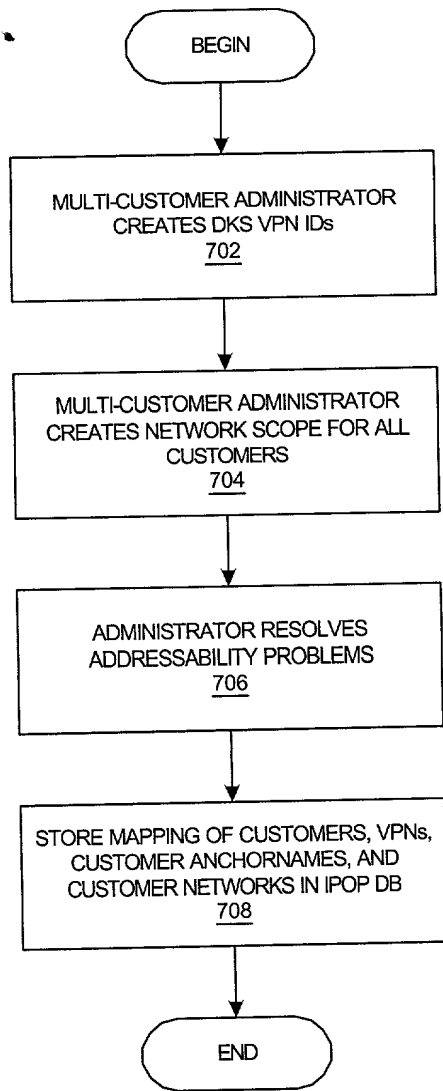 BEGIN
MULTI-CUSTOMER ADMINISTRATOR
CREATES DKS VPN IDs
702
MULTI-CUSTOMER ADMINISTRATOR
CREATES NETWORK SCOPE FOR ALL
CUSTOMERS
704
ADMINISTRATOR RESOLVES
ADDRESSABILITY PROBLEMS
706
STORE MAPPING OF CUSTOMERS, VPNs,
CUSTOMER ANCHORNAMES, AND
CUSTOMER NETWORKS IN IPOP DB
708
END